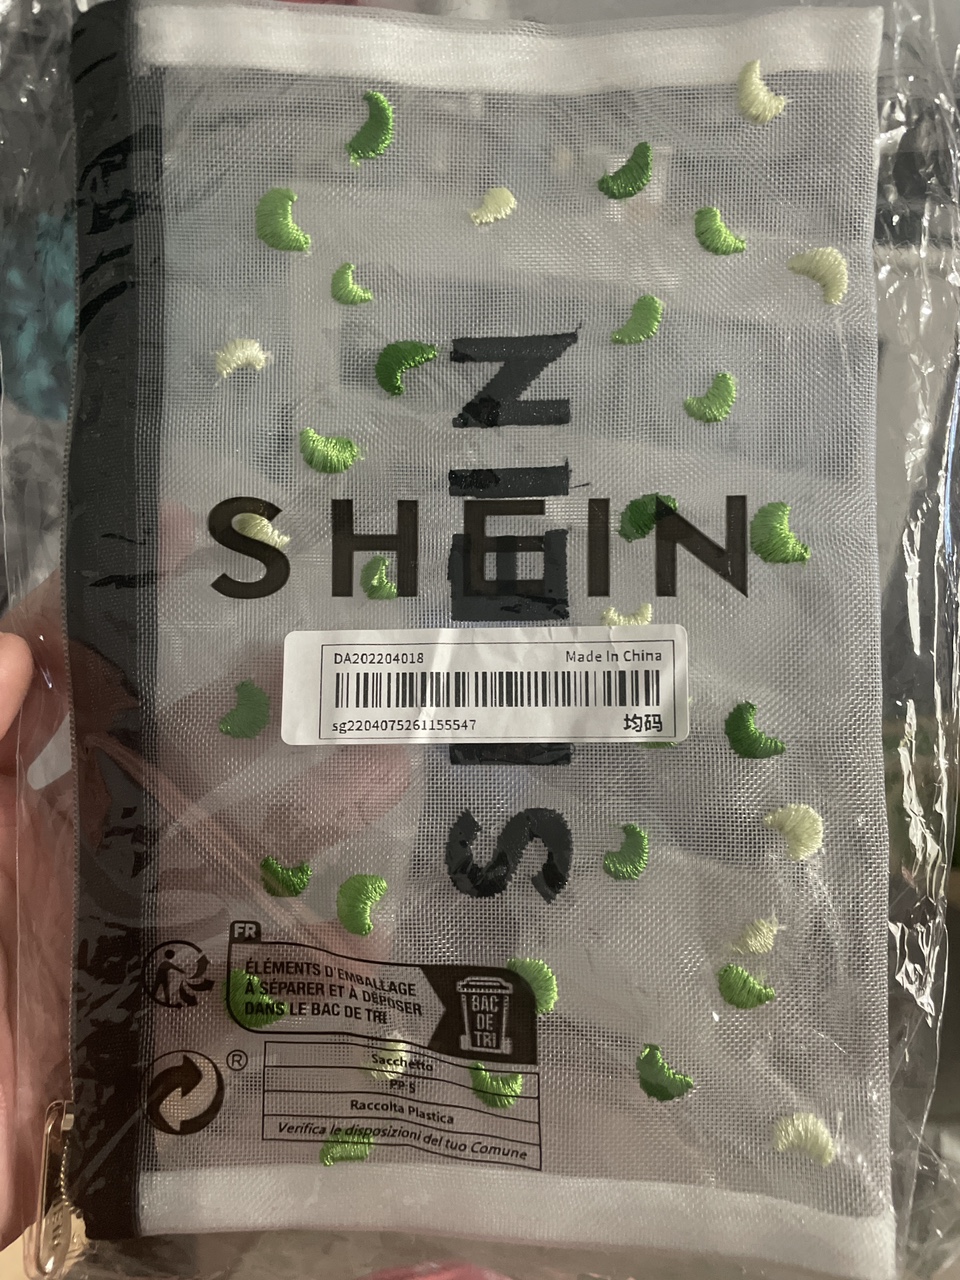 SHEIN
SHEIN
DA202204018 Made In China
sg2204075261155547 均码
FR
ÉLÉMENTS D'EMBALLAGE
À SÉPARER ET À DÉPOSER
DANS LE BAC DE TRI
BAC
DE
TRI
®
Sacchetto
PP 5
Raccolta Plastica
Verifica le disposizioni del tuo Comune